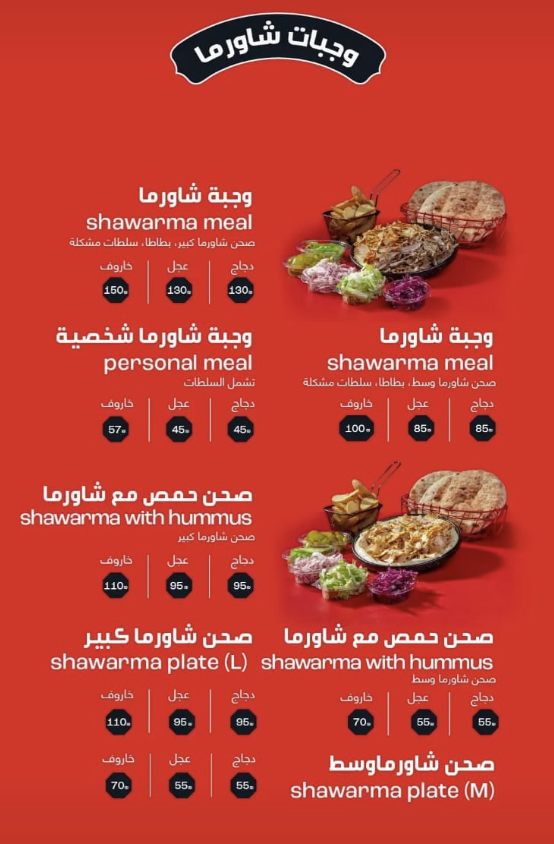 وجبات شاورما
وجبة شاورما
shawarma meal
صحن شاورما كبير، بطاطا، سلطات مشكلة
دجاج | عجل | خاروف
130₪ 130₪ 150₪
وجبة شاورما
shawarma meal
صحن شاورما وسط، بطاطا، سلطات مشكلة
دجاج | عجل | خاروف
85₪ 85₪ 100₪
وجبة شاورما شخصية
personal meal
تشمل السلطات
دجاج | عجل | خاروف
45₪ 45₪ 57₪
صحن حمص مع شاورما
shawarma with hummus
صحن شاورما كبير
دجاج | عجل | خاروف
95₪ 95₪ 110₪
صحن حمص مع شاورما
shawarma with hummus
صحن شاورما وسط
دجاج | عجل | خاروف
55₪ 55₪ 70₪
صحن شاورما كبير
shawarma plate (L)
دجاج | عجل | خاروف
95₪ 95₪ 110₪
صحن شاورماوسط
shawarma plate (M)
دجاج | عجل | خاروف
55₪ 55₪ 70₪